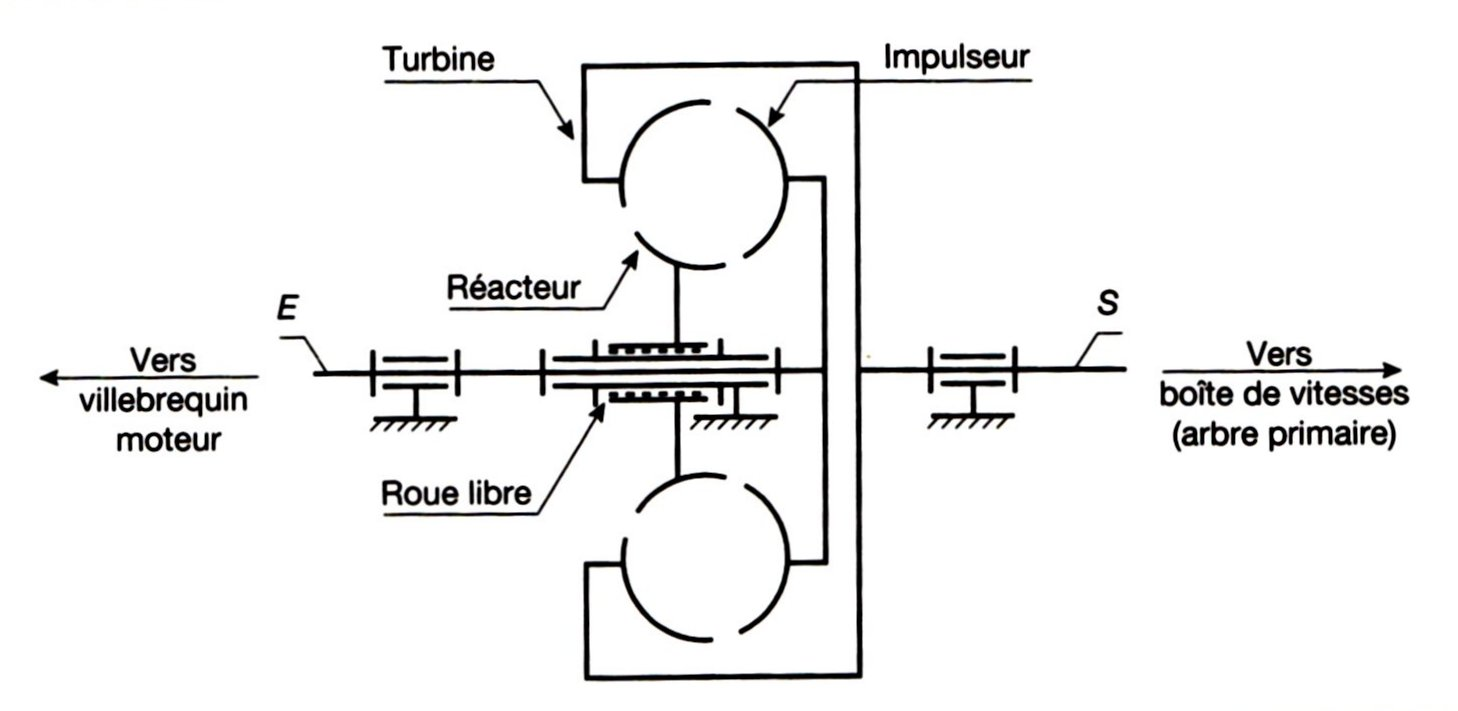 Turbine
Impulseur
Réacteur
E
S
Vers
villebrequin
moteur
Vers
boîte de vitesses
(arbre primaire)
Roue libre